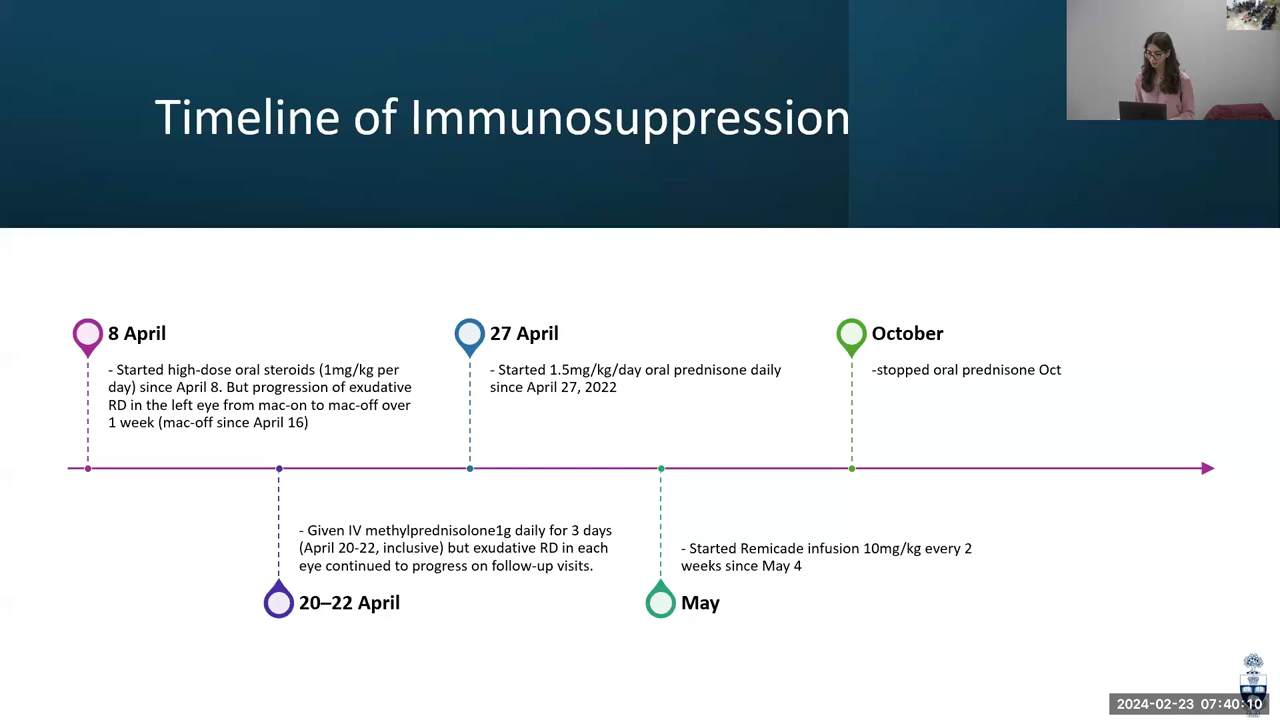 Timeline of Immunosuppression
8 April
- Started high-dose oral steroids (1mg/kg per
day) since April 8. But progression of exudative
RD in the left eye from mac-on to mac-off over
1 week (mac-off since April 16)
27 April
- Started 1.5mg/kg/day oral prednisone daily
since April 27, 2022
October
-stopped oral prednisone Oct
- Given IV methylprednisolone1g daily for 3 days
(April 20-22, inclusive) but exudative RD in each
eye continued to progress on follow-up visits.
20–22 April
- Started Remicade infusion 10mg/kg every 2
weeks since May 4
May
2024-02-23 07:40:10